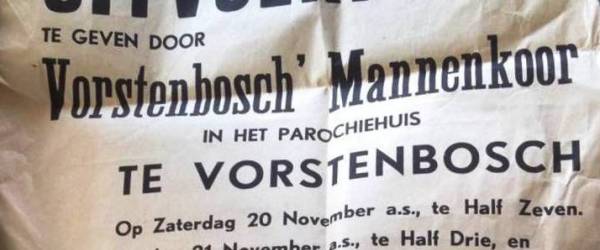 TE GEVEN DOOR
Vorstenbosch' Mannenkoor
IN HET PAROCHIEHUIS
TE VORSTENBOSCH
Op Zaterdag 20 November a.s., te Half Zeven.
21 November a.s., te Half Drie, en